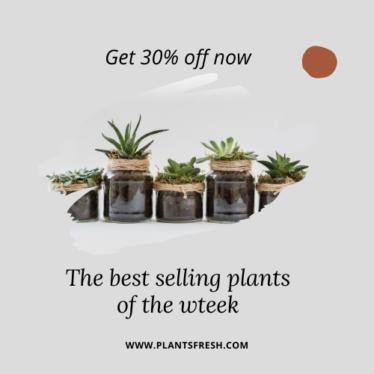 Get 30% off now
The best selling plants
of the wteek
WWW.PLANTSFRESH.COM